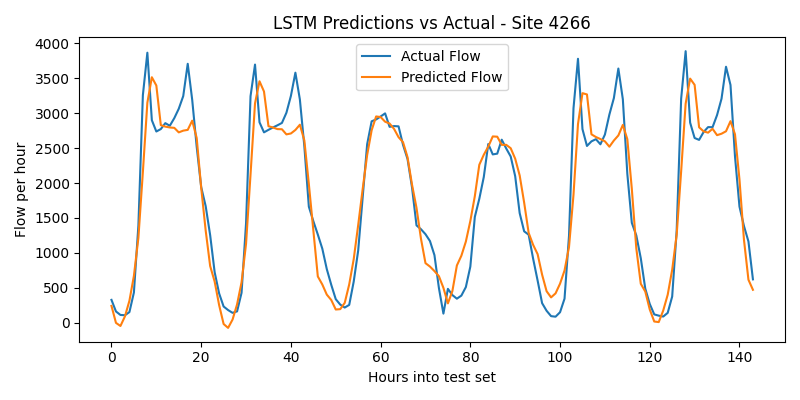 LSTM Predictions vs Actual - Site 4266
Actual Flow
Predicted Flow
Flow per hour
4000
3500
3000
2500
2000
1500
1000
500
0
0 20 40 60 80 100 120 140
Hours into test set